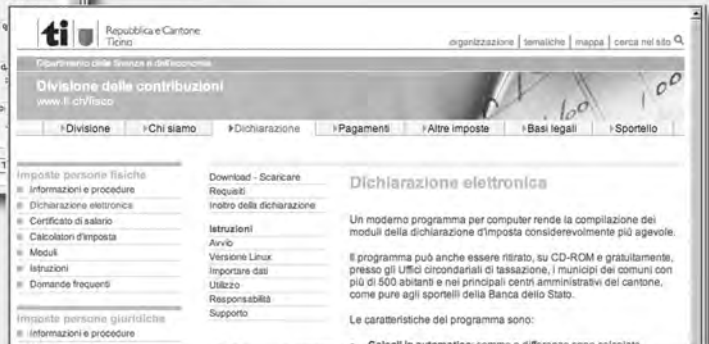 ti
Repubblica e Cantone
Ticino
organizzazione | tematiche | mappa | cerca nel sito
Dipartimento delle finanze e dell'economia
Divisione delle contribuzioni
www.ti.ch/fisco
Divisione
Chi siamo
Dichiarazione
Pagamenti
Altre imposte
Basi legali
Sportello
Imposte persone fisiche
Informazioni e procedure
Dichiarazione elettronica
Certificato di salario
Calcolatori d'imposta
Moduli
Istruzioni
Domande frequenti
Imposte persone giuridiche
Informazioni e procedure
Download - Scaricare
Requisiti
Inoltro della dichiarazione
Istruzioni
Avvio
Versione Linux
Importare dati
Utilizzo
Responsabilità
Supporto
Dichiarazione elettronica
Un moderno programma per computer rende la compilazione dei
moduli della dichiarazione d'imposta considerevolmente più agevole.
Il programma può anche essere ritirato, su CD-ROM e gratuitamente,
presso gli Uffici circondariali di tassazione, i municipi dei comuni con
più di 500 abitanti e nei principali centri amministrativi del cantone,
come pure agli sportelli della Banca dello Stato.
Le caratteristiche del programma sono: